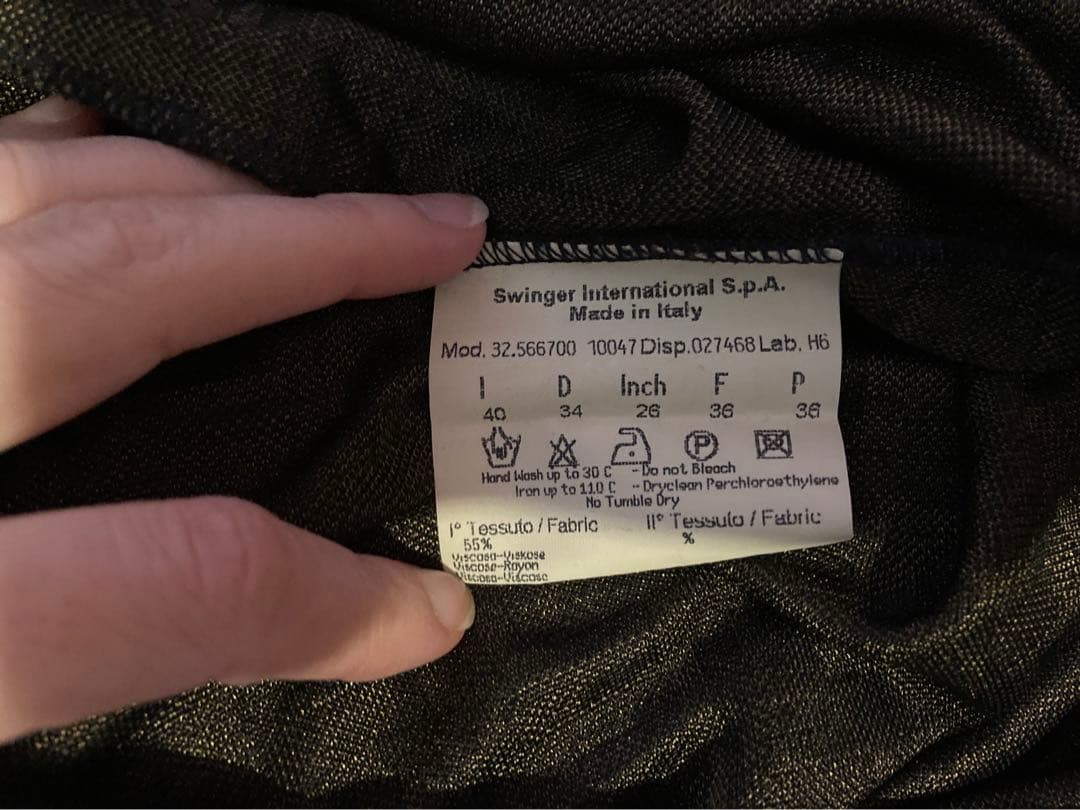 Swinger International S.p.A.
Made in Italy
Mod. 32.566700 10047 Disp.027468 Lab. H6
I D Inch F P
40 34 26 36 36
P
Hand Wash up to 30 C - Do not Bleach
Iron up to 110 C - Dryclean Perchloroethylene
No Tumble Dry
I° Tessuto / Fabric II° Tessuto / Fabric
55% %
Viscosa-Viskose
Viscose-Rayon
Viscosa-Viscose